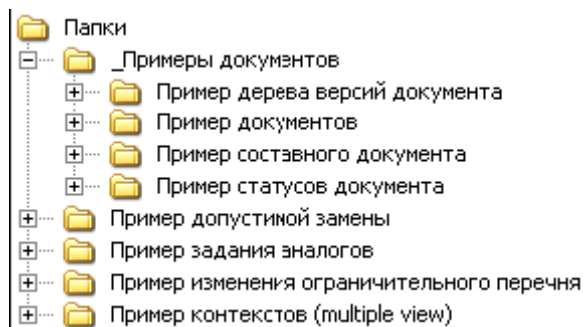 Папки
_Примеры документов
Пример дерева версий документа
Пример документов
Пример составного документа
Пример статусов документа
Пример допустимой замены
Пример задания аналогов
Пример изменения ограничительного перечня
Пример контекстов (multiple view)